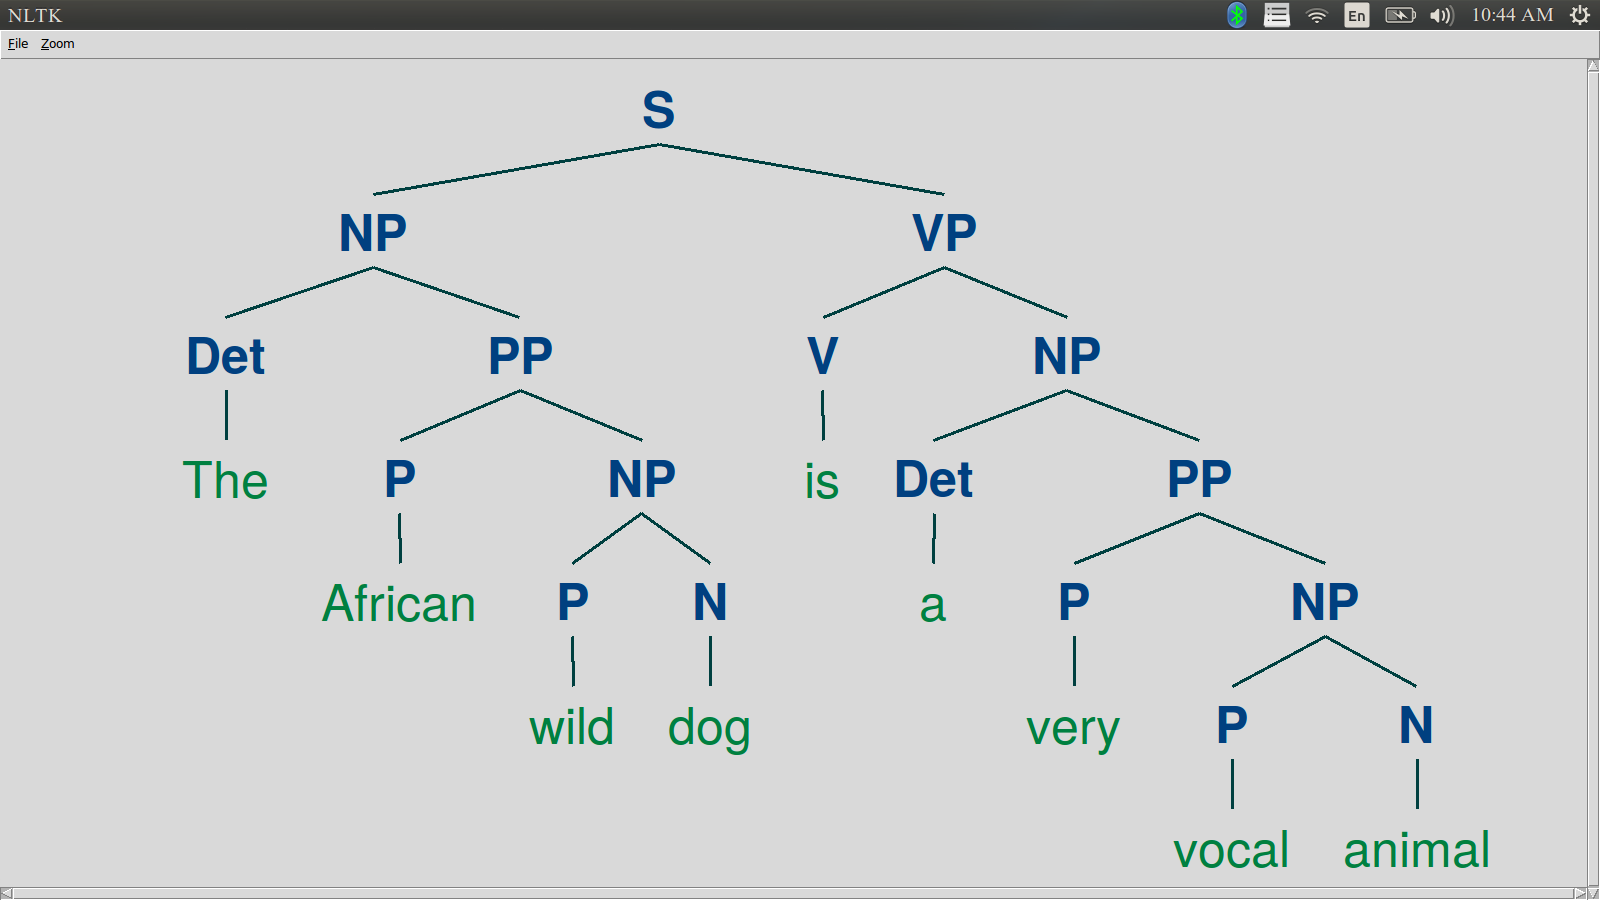 NLTK En 10:44 AM
File Zoom
S
NP VP
Det PP V NP
The P NP is Det PP
African P N a P NP
wild dog very P N
vocal animal